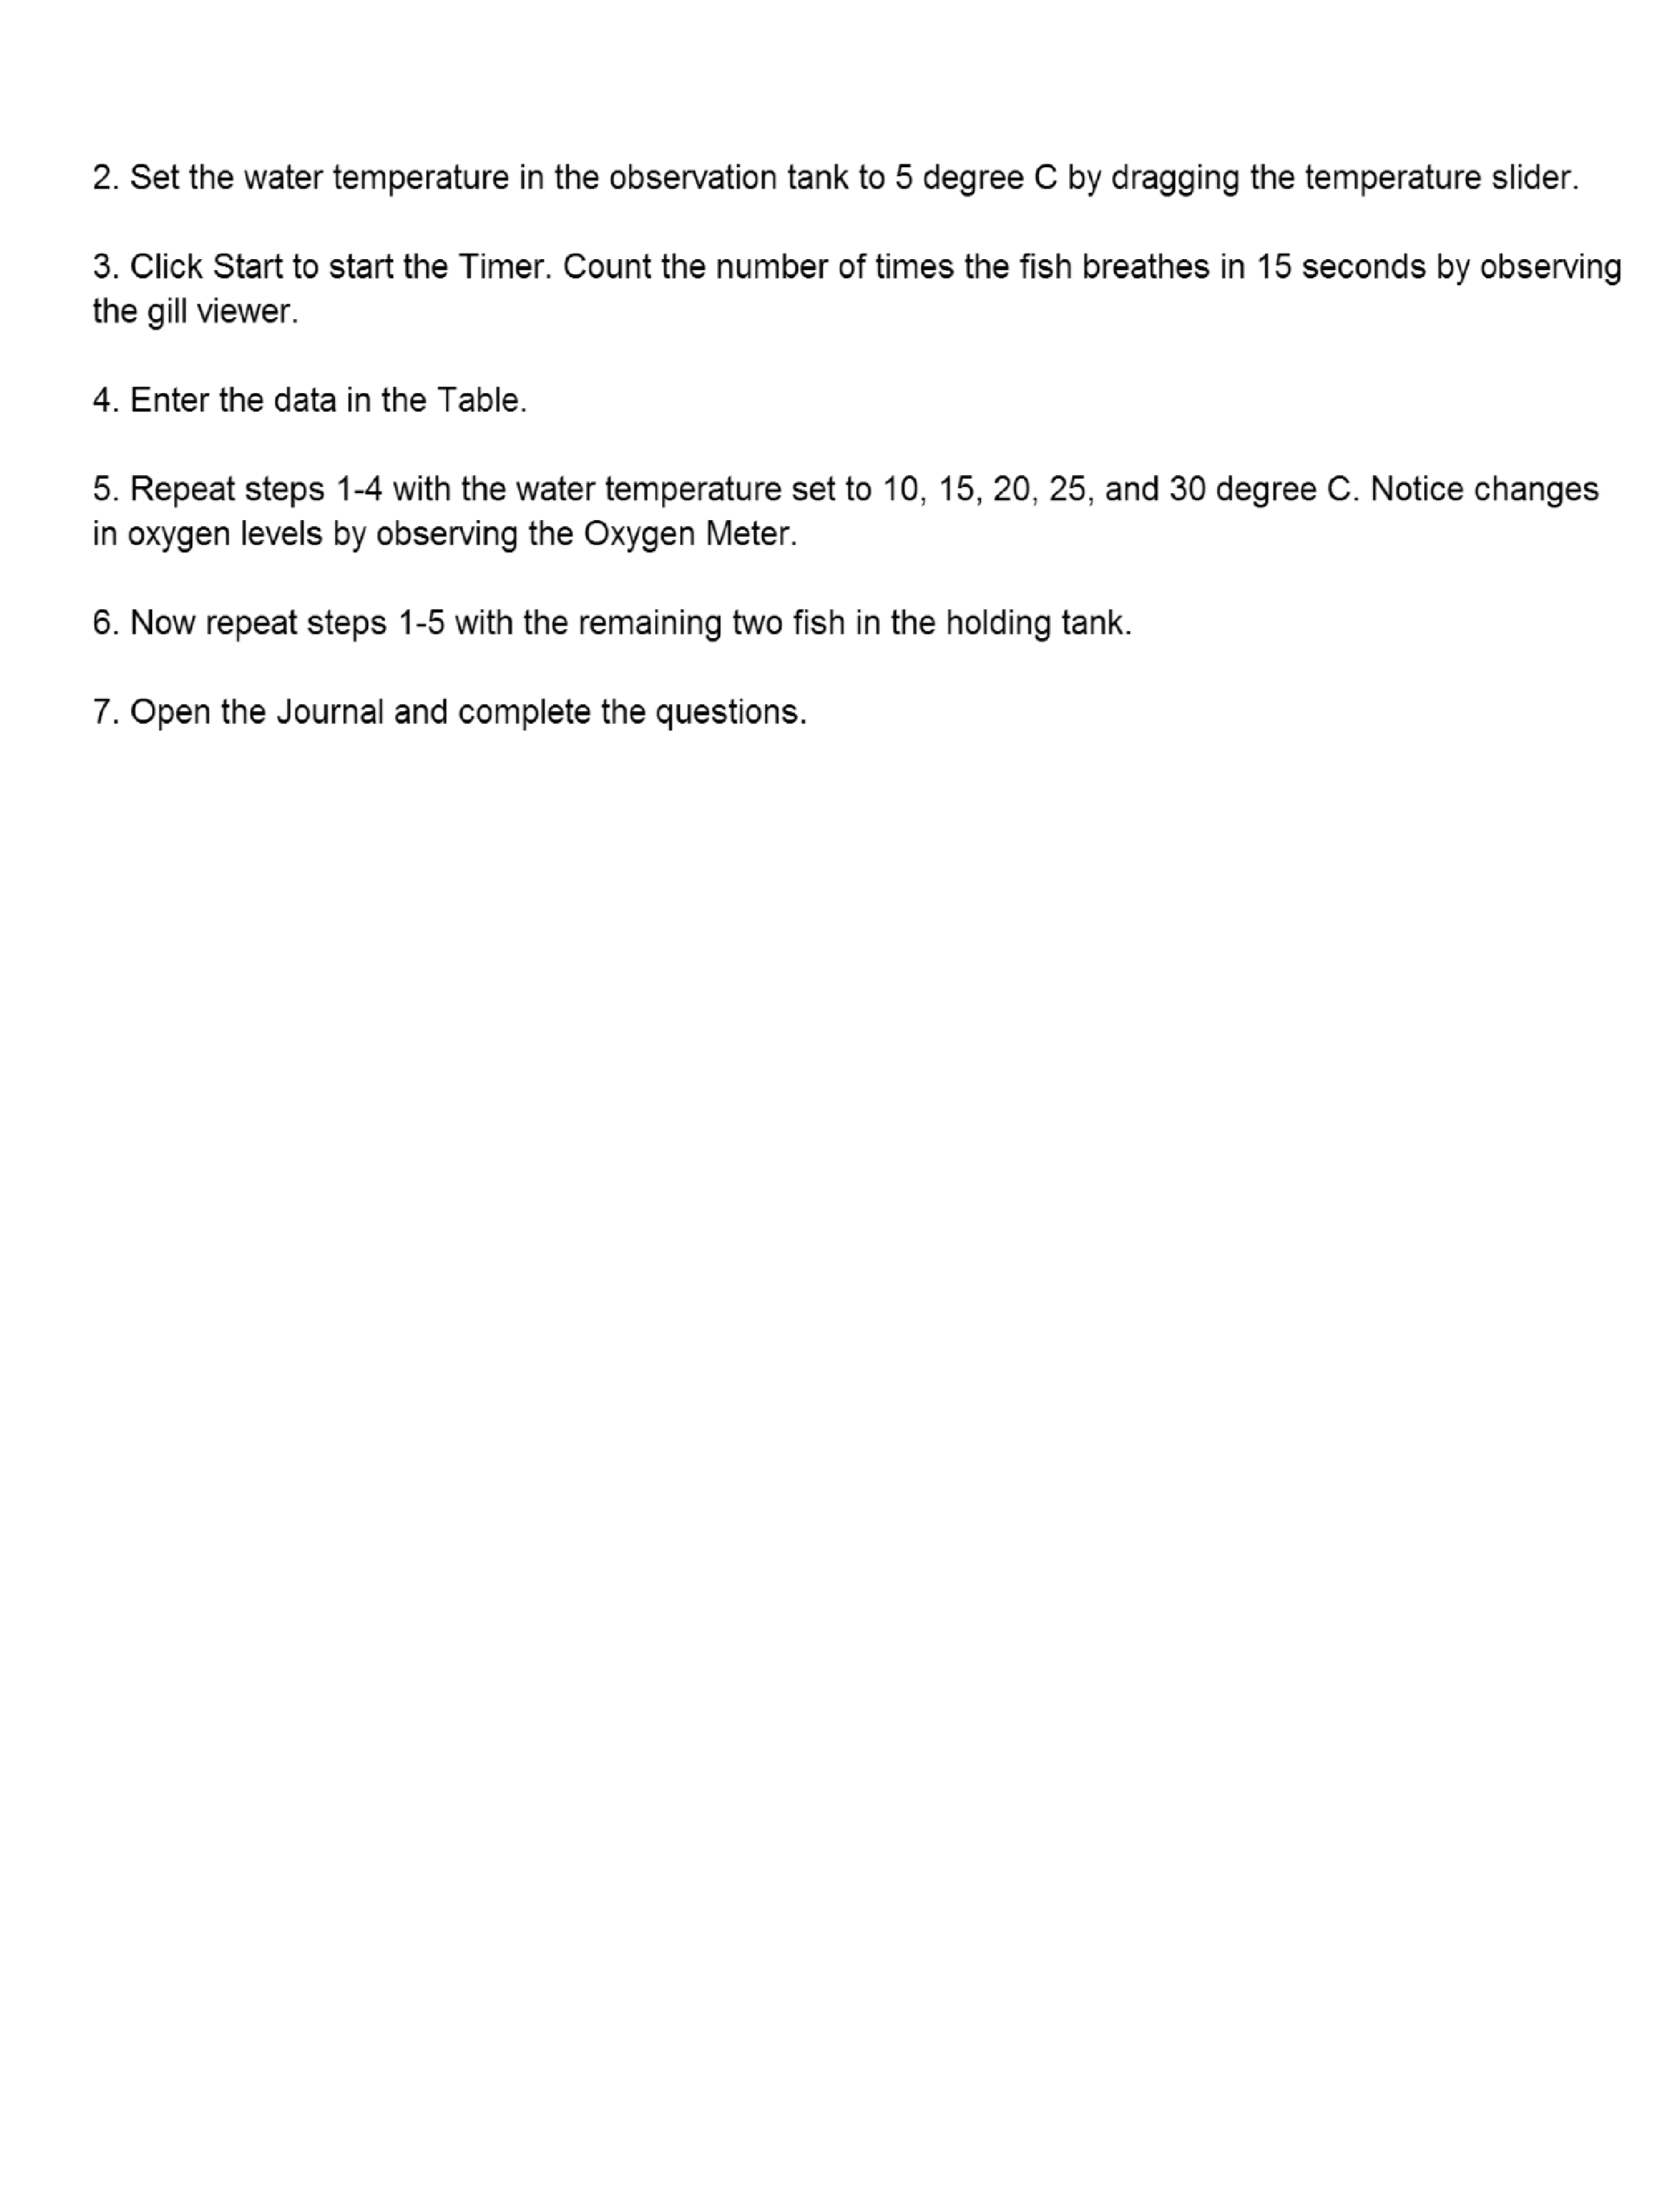 2. Set the water temperature in the observation tank to 5 degree C by dragging the temperature slider.
3. Click Start to start the Timer. Count the number of times the fish breathes in 15 seconds by observing
the gill viewer.
4. Enter the data in the Table.
5. Repeat steps 1-4 with the water temperature set to 10, 15, 20, 25, and 30 degree C. Notice changes
in oxygen levels by observing the Oxygen Meter.
6. Now repeat steps 1-5 with the remaining two fish in the holding tank.
7. Open the Journal and complete the questions.